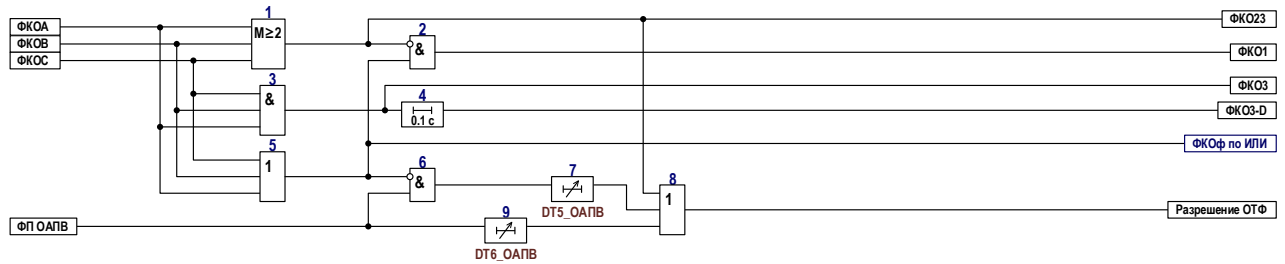 1
ФКОА
ФКО23
ФКОВ
M≥2
2
ФКОС
&
ФКО1
3
4
ФКО3
&
0.1 с
ФКО3-D
5
ФКОф по ИЛИ
1
6
7
8
&
1
9
DT5_ОАПВ
Разрешение ОТФ
ФП ОАПВ
DT6_ОАПВ